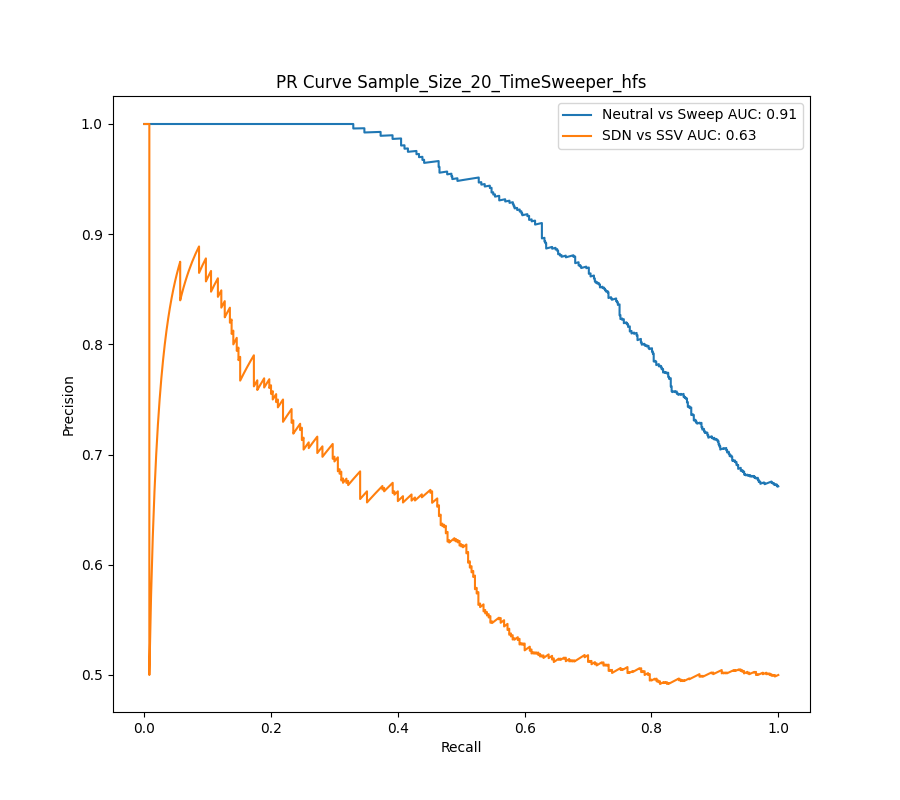 PR Curve Sample_Size_20_TimeSweeper_hfs
Neutral vs Sweep AUC: 0.91
SDN vs SSV AUC: 0.63
1.0
0.9
0.8
0.7
0.6
0.5
Precision
0.0
0.2
0.4
0.6
0.8
1.0
Recall